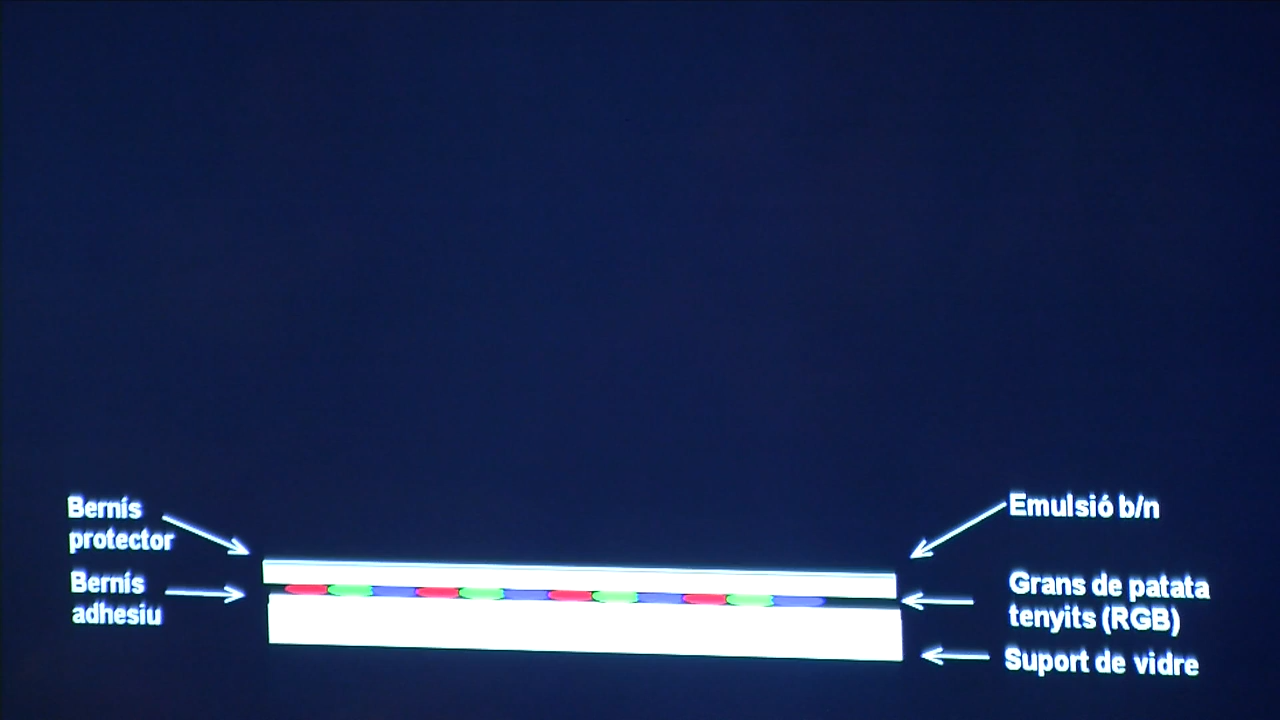 Bernís
protector
Bernís
adhesiu
Emulsió b/n
Grans de patata
tenyits (RGB)
Suport de vidre